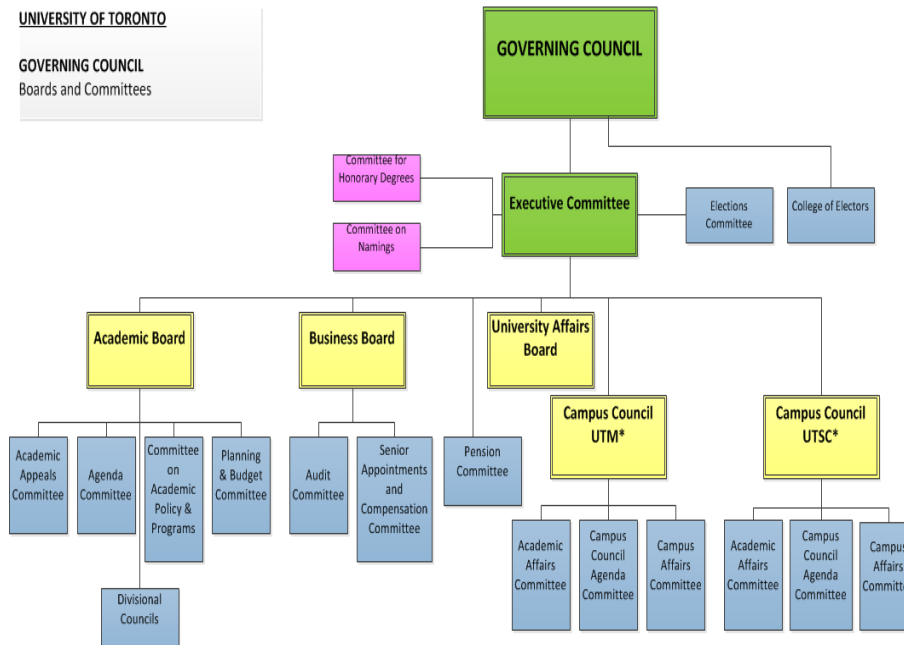 UNIVERSITY OF TORONTO
GOVERNING COUNCIL
Boards and Committees
GOVERNING COUNCIL
Committee for
Honorary Degrees
Executive Committee
Elections
Committee
College of Electors
Committee on
Namings
Academic Board
Business Board
University Affairs
Board
Campus Council
UTM*
Campus Council
UTSC*
Academic
Appeals
Committee
Agenda
Committee
Committee
on
Academic
Policy &
Programs
Planning
& Budget
Committee
Audit
Committee
Senior
Appointments
and
Compensation
Committee
Pension
Committee
Academic
Affairs
Committee
Campus
Council
Agenda
Committee
Campus
Affairs
Committee
Academic
Affairs
Committee
Campus
Council
Agenda
Committee
Campus
Affairs
Committe
Divisional
Councils